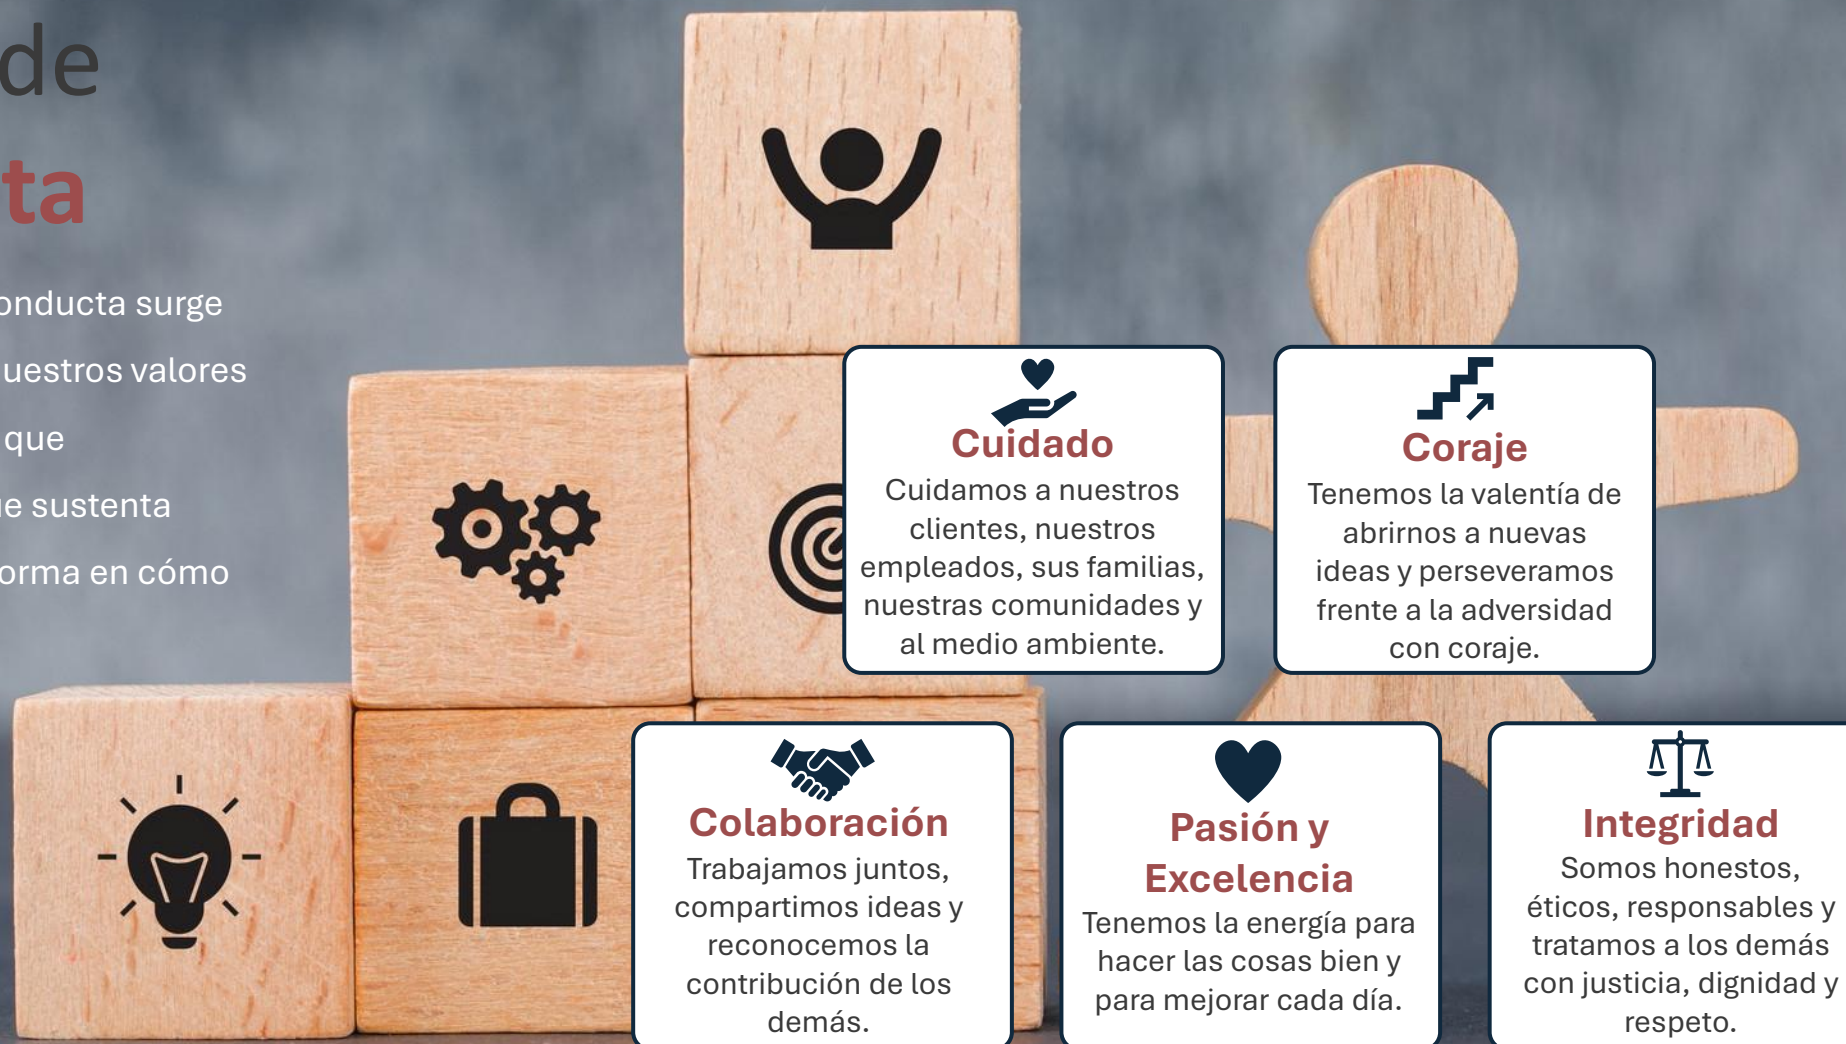 de
ta
onducta surge
uestros valores
que
ue sustenta
orma en cómo
Cuidado
Cuidamos a nuestros
clientes, nuestros
empleados, sus familias,
nuestras comunidades y
al medio ambiente.
Coraje
Tenemos la valentía de
abrirnos a nuevas
ideas y perseveramos
frente a la adversidad
con coraje.
Colaboración
Trabajamos juntos,
compartimos ideas y
reconocemos la
contribución de los
demás.
Pasión y
Excelencia
Tenemos la energía para
hacer las cosas bien y
para mejorar cada día.
Integridad
Somos honestos,
éticos, responsables y
tratamos a los demás
con justicia, dignidad y
respeto.